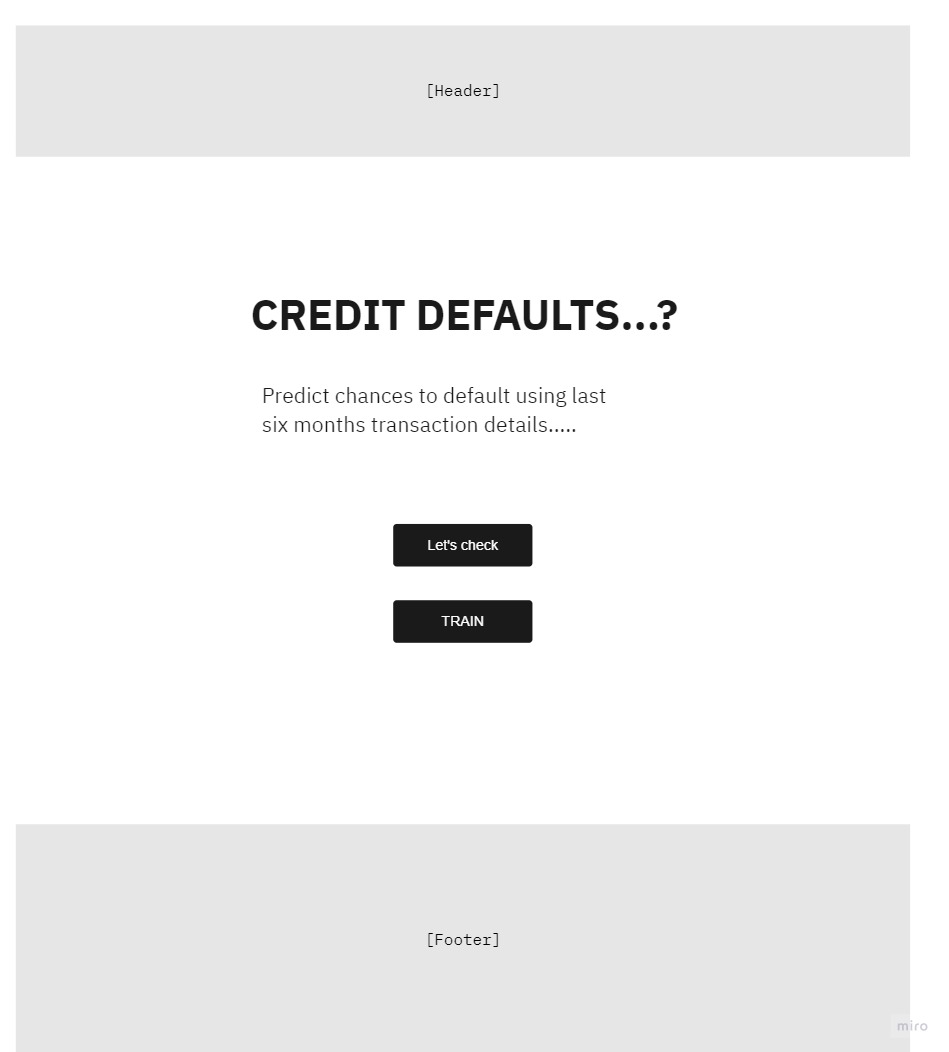 [Header]
CREDIT DEFAULTS...?
Predict chances to default using last
six months transaction details.....
Let's check
TRAIN
[Footer]
miro